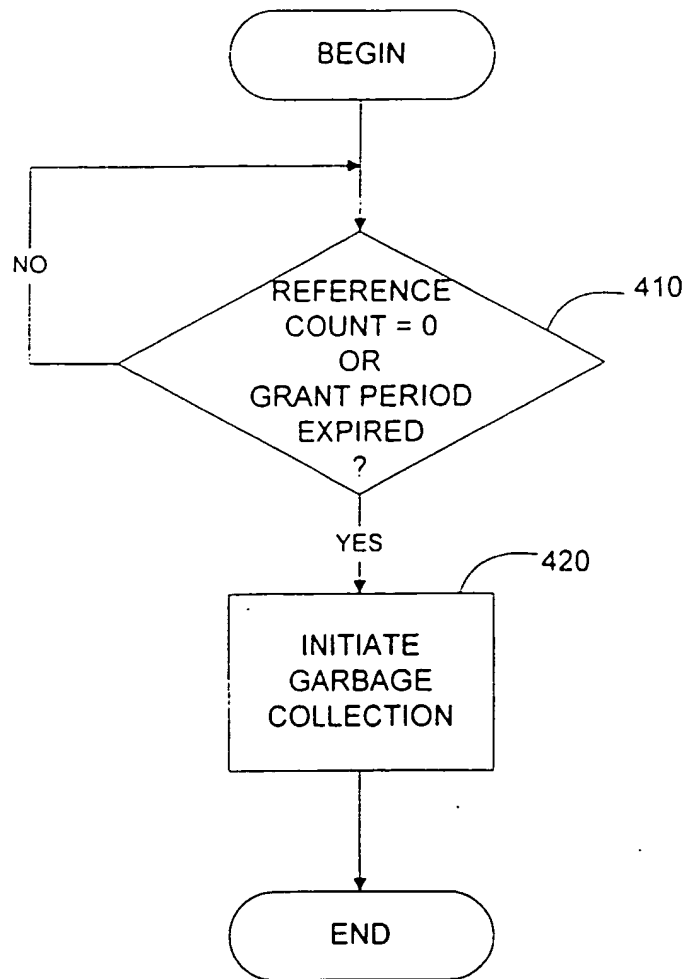 BEGIN
NO
REFERENCE
COUNT = 0
OR
GRANT PERIOD
EXPIRED
?
410
YES
420
INITIATE
GARBAGE
COLLECTION
END